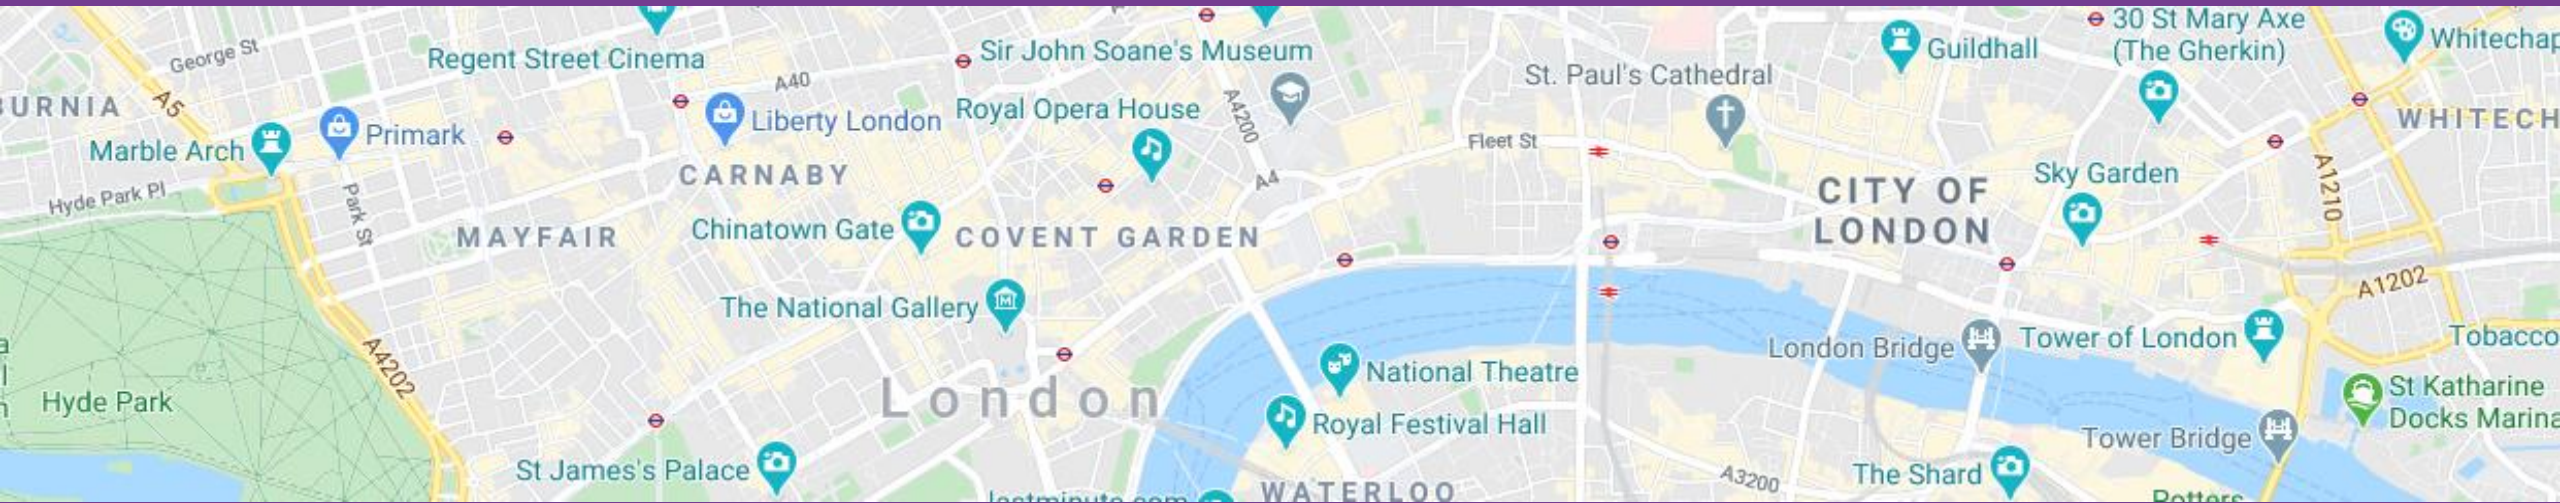 George St
Regent Street Cinema
Sir John Soane's Museum
30 St Mary Axe
(The Gherkin)
Guildhall
Whitechap
A40
St. Paul's Cathedral
BURNIA
A5
Marble Arch
Primark
Liberty London
Royal Opera House
A4200
Fleet St
WHITECH
Hyde Park Pl
Park St
CARNABY
A4
CITY OF
LONDON
Sky Garden
A1210
MAYFAIR
Chinatown Gate
COVENT GARDEN
A1202
The National Gallery
London Bridge
Tower of London
Tobacco
A4202
Hyde Park
London
National Theatre
Royal Festival Hall
St Katharine
Docks Marina
Tower Bridge
St James's Palace
A3200
The Shard
lastminute.com
WATERLOO
Potters